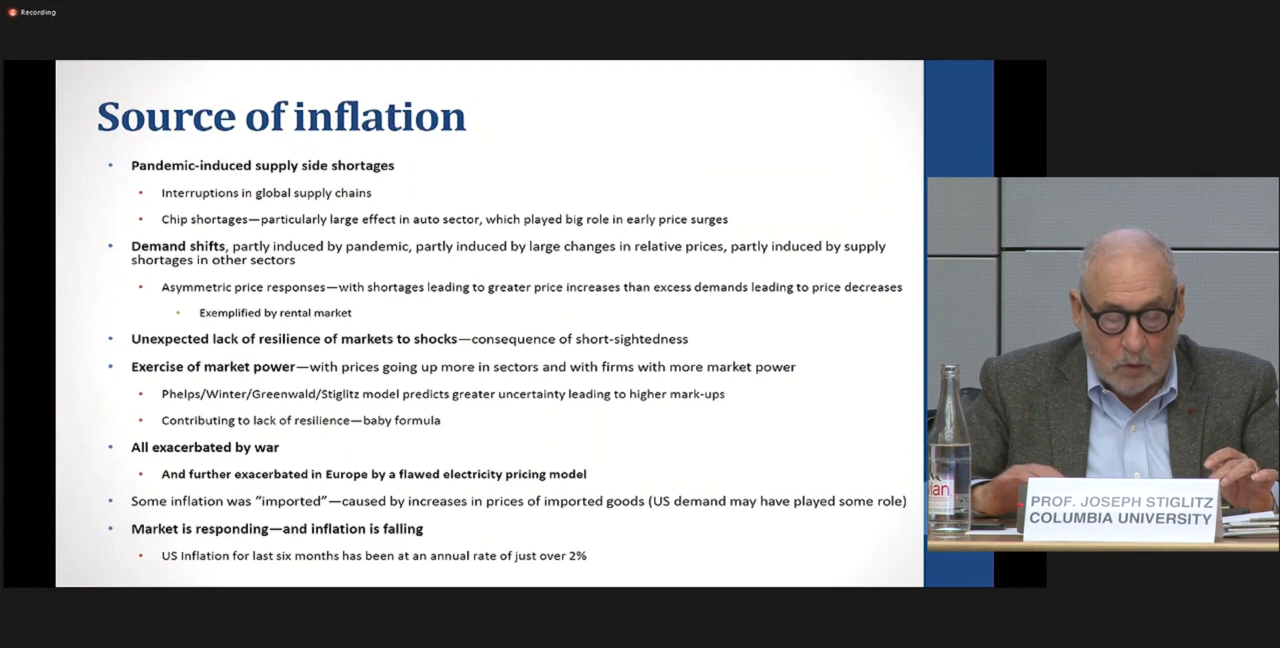 Recording
Source of inflation
• Pandemic-induced supply side shortages
• Interruptions in global supply chains
• Chip shortages—particularly large effect in auto sector, which played big role in early price surges
• Demand shifts, partly induced by pandemic, partly induced by large changes in relative prices, partly induced by supply
shortages in other sectors
• Asymmetric price responses—with shortages leading to greater price increases than excess demands leading to price decreases
• Exemplified by rental market
• Unexpected lack of resilience of markets to shocks—consequence of short-sightedness
• Exercise of market power—with prices going up more in sectors and with firms with more market power
• Phelps/Winter/Greenwald/Stiglitz model predicts greater uncertainty leading to higher mark-ups
• Contributing to lack of resilience—baby formula
• All exacerbated by war
• And further exacerbated in Europe by a flawed electricity pricing model
• Some inflation was “imported”—caused by increases in prices of imported goods (US demand may have played some role)
• Market is responding—and inflation is falling
• US Inflation for last six months has been at an annual rate of just over 2%
PROF. JOSEPH STIGLITZ
COLUMBIA UNIVERSITY